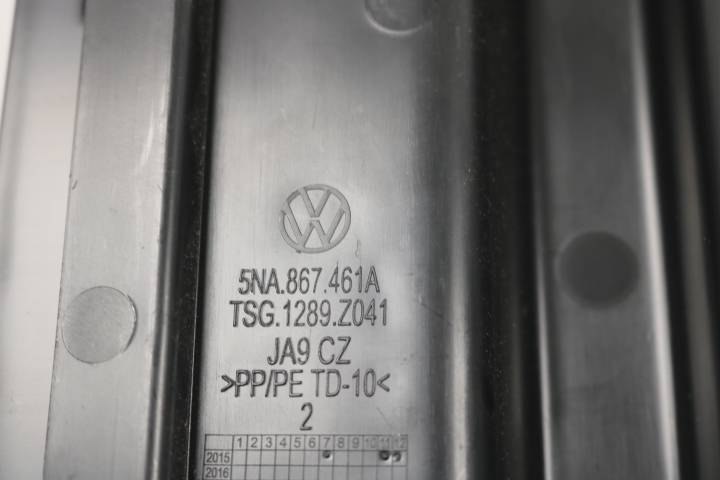 5NA.867.461A
TSG.1289.Z041
JA9 CZ
>PP/PE TD-10<
2
1 2 3 4 5 6 7 8 9 10 11 12
2015
2016